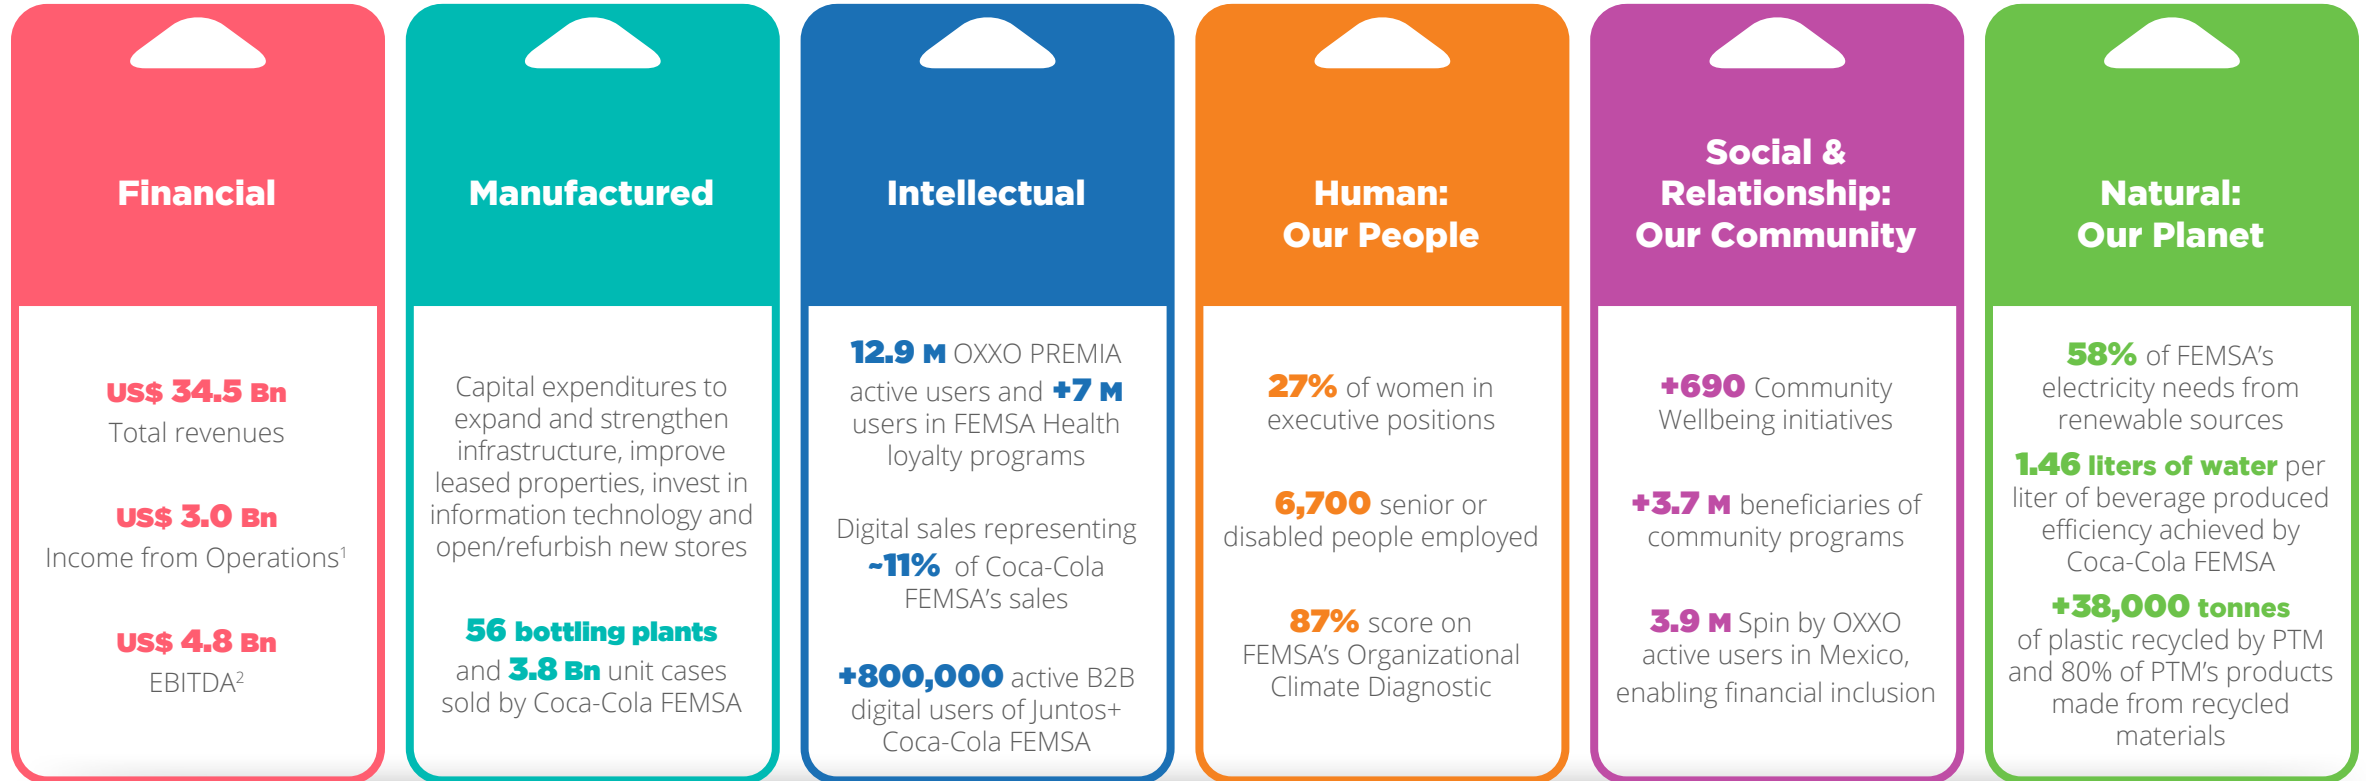 Financial
US$ 34.5 Bn
Total revenues
US$ 3.0 Bn
Income from Operations¹
US$ 4.8 Bn
EBITDA²
Manufactured
Capital expenditures to
expand and strengthen
infrastructure, improve
leased properties, invest in
information technology and
open/refurbish new stores
56 bottling plants
and 3.8 Bn unit cases
sold by Coca-Cola FEMSA
Intellectual
12.9 M OXXO PREMIA
active users and +7 M
users in FEMSA Health
loyalty programs
Digital sales representing
~11% of Coca-Cola
FEMSA’s sales
+800,000 active B2B
digital users of Juntos+
Coca-Cola FEMSA
Human:
Our People
27% of women in
executive positions
6,700 senior or
disabled people employed
87% score on
FEMSA’s Organizational
Climate Diagnostic
Social &
Relationship:
Our Community
+690 Community
Wellbeing initiatives
+3.7 M beneficiaries of
community programs
3.9 M Spin by OXXO
active users in Mexico,
enabling financial inclusion
Natural:
Our Planet
58% of FEMSA’s
electricity needs from
renewable sources
1.46 liters of water per
liter of beverage produced
efficiency achieved by
Coca-Cola FEMSA
+38,000 tonnes
of plastic recycled by PTM
and 80% of PTM’s products
made from recycled
materials